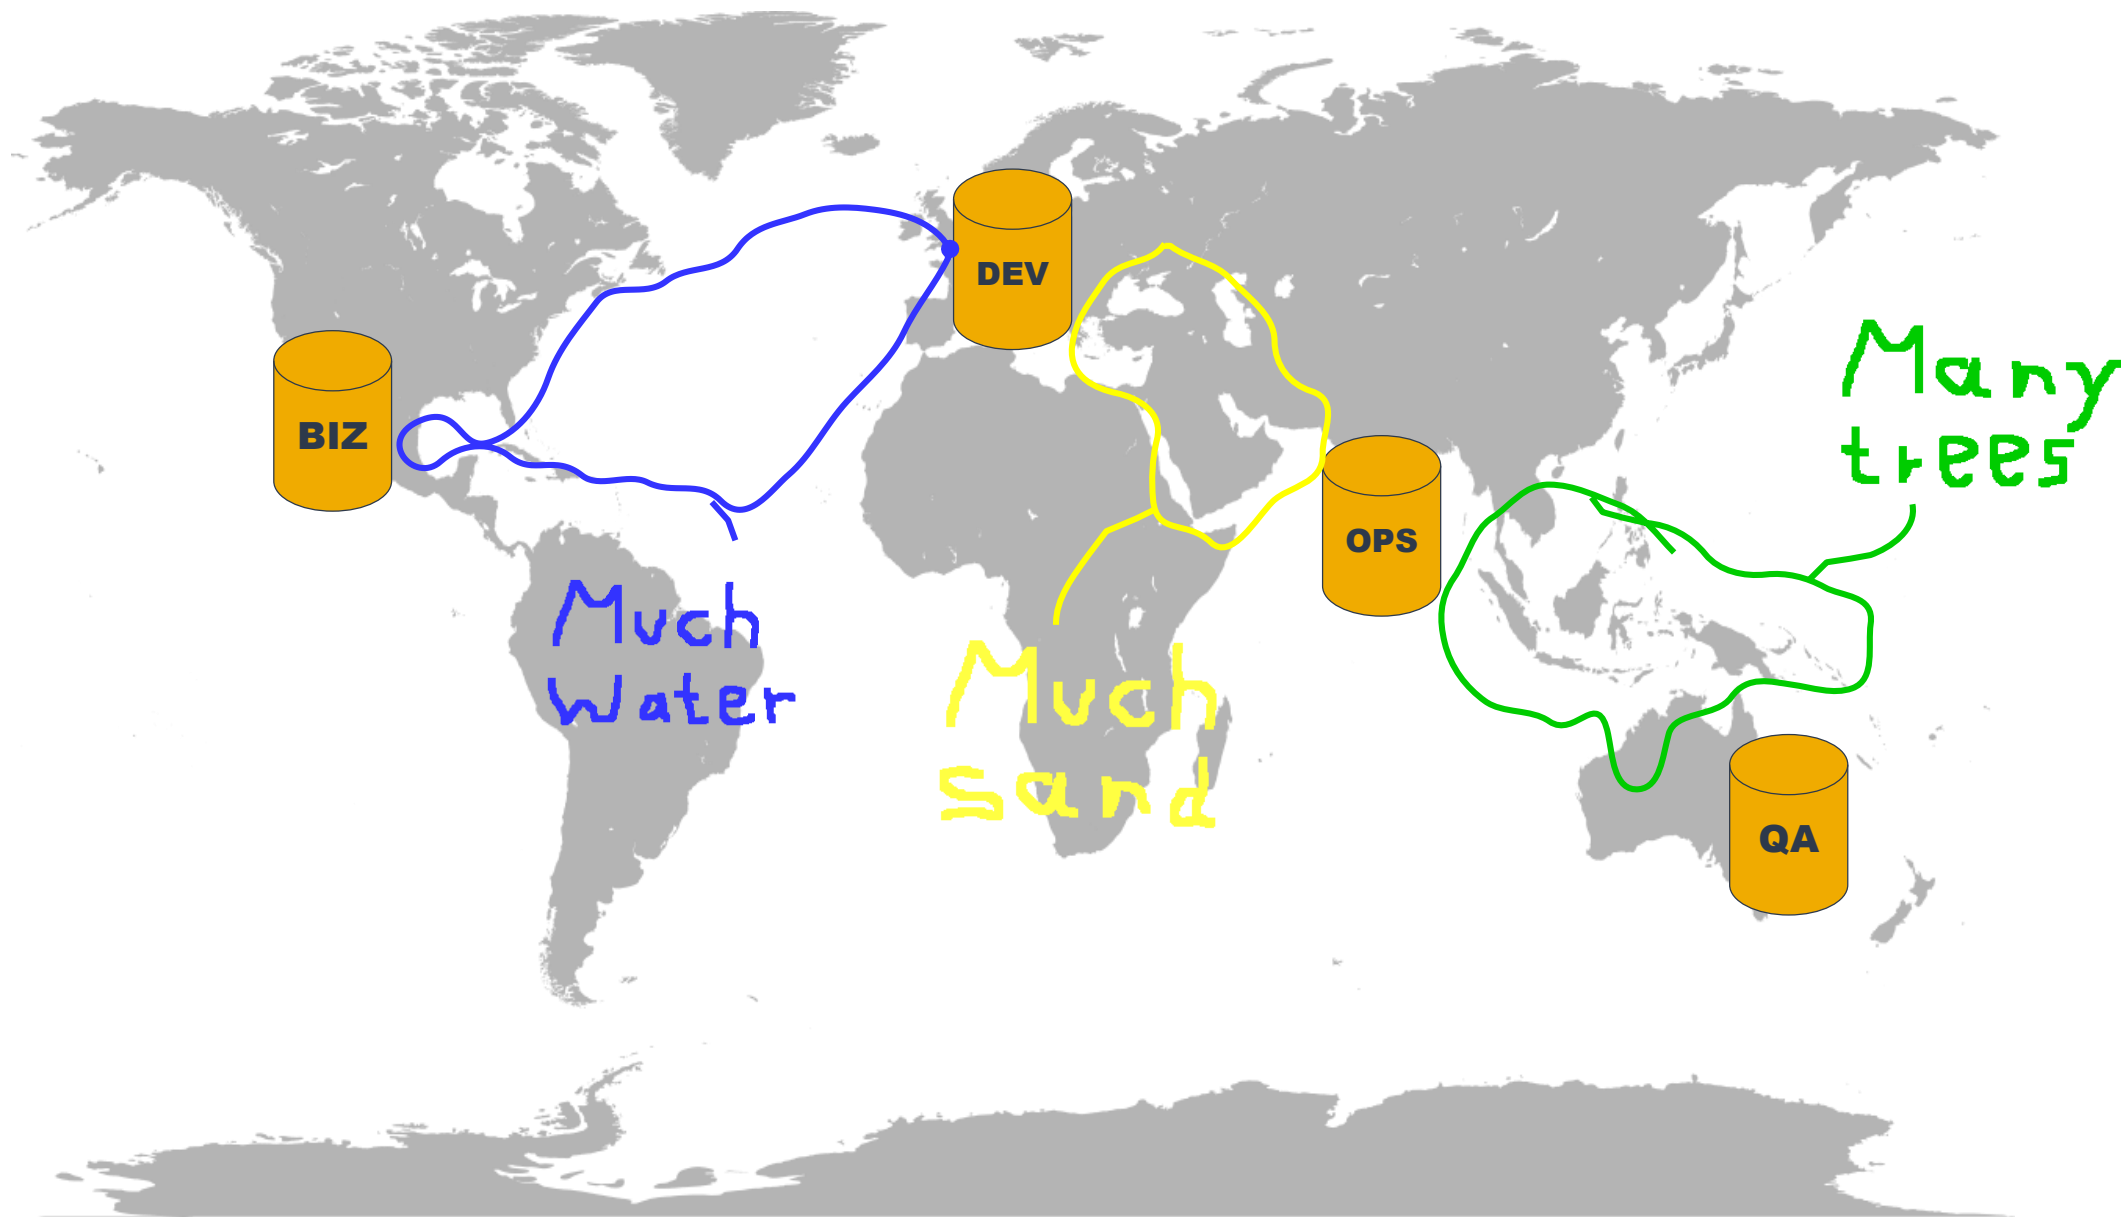 DEV
BIZ
OPS
QA
Much
Water
Much
sand
Many
trees